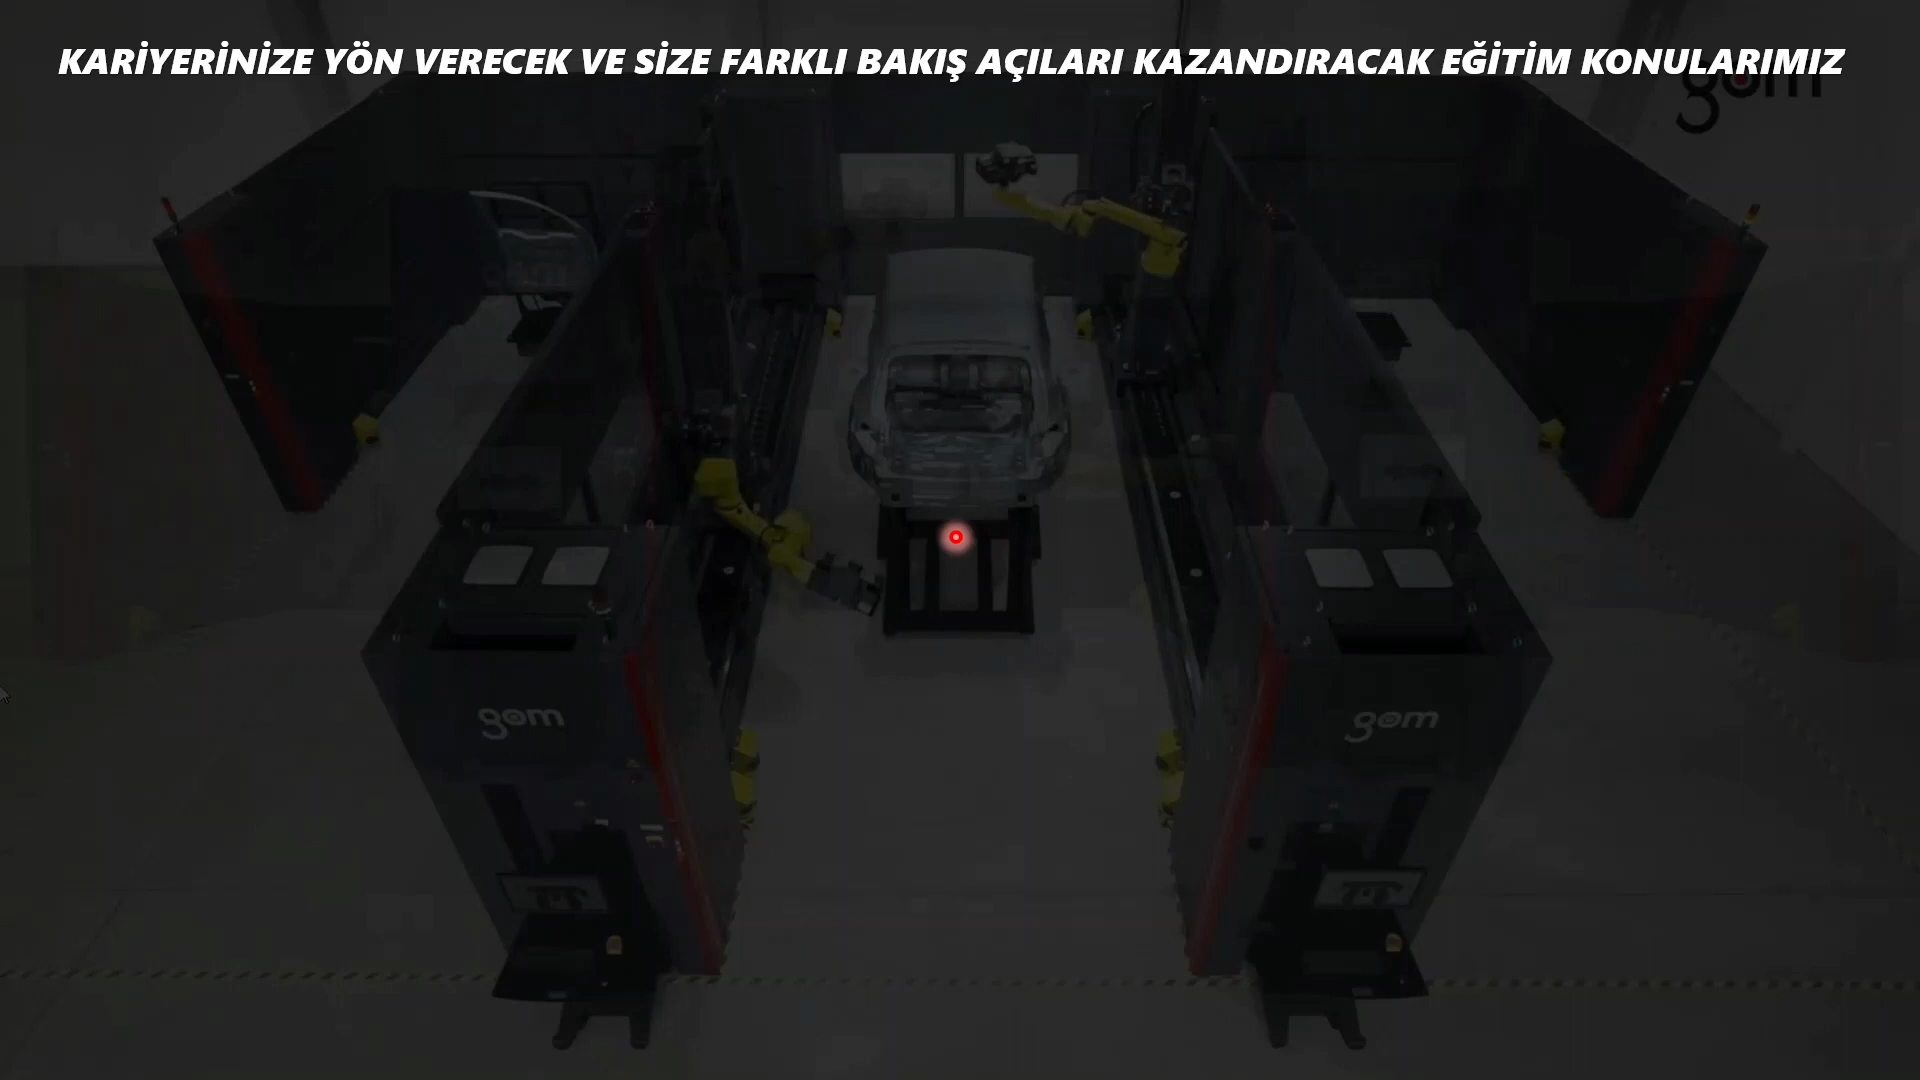 KARİYERİNİZE YÖN VERECEK VE SİZE FARKLI BAKIŞ AÇILARI KAZANDIRACAK EĞİTİM KONULARIMIZ
gom
gom
gom